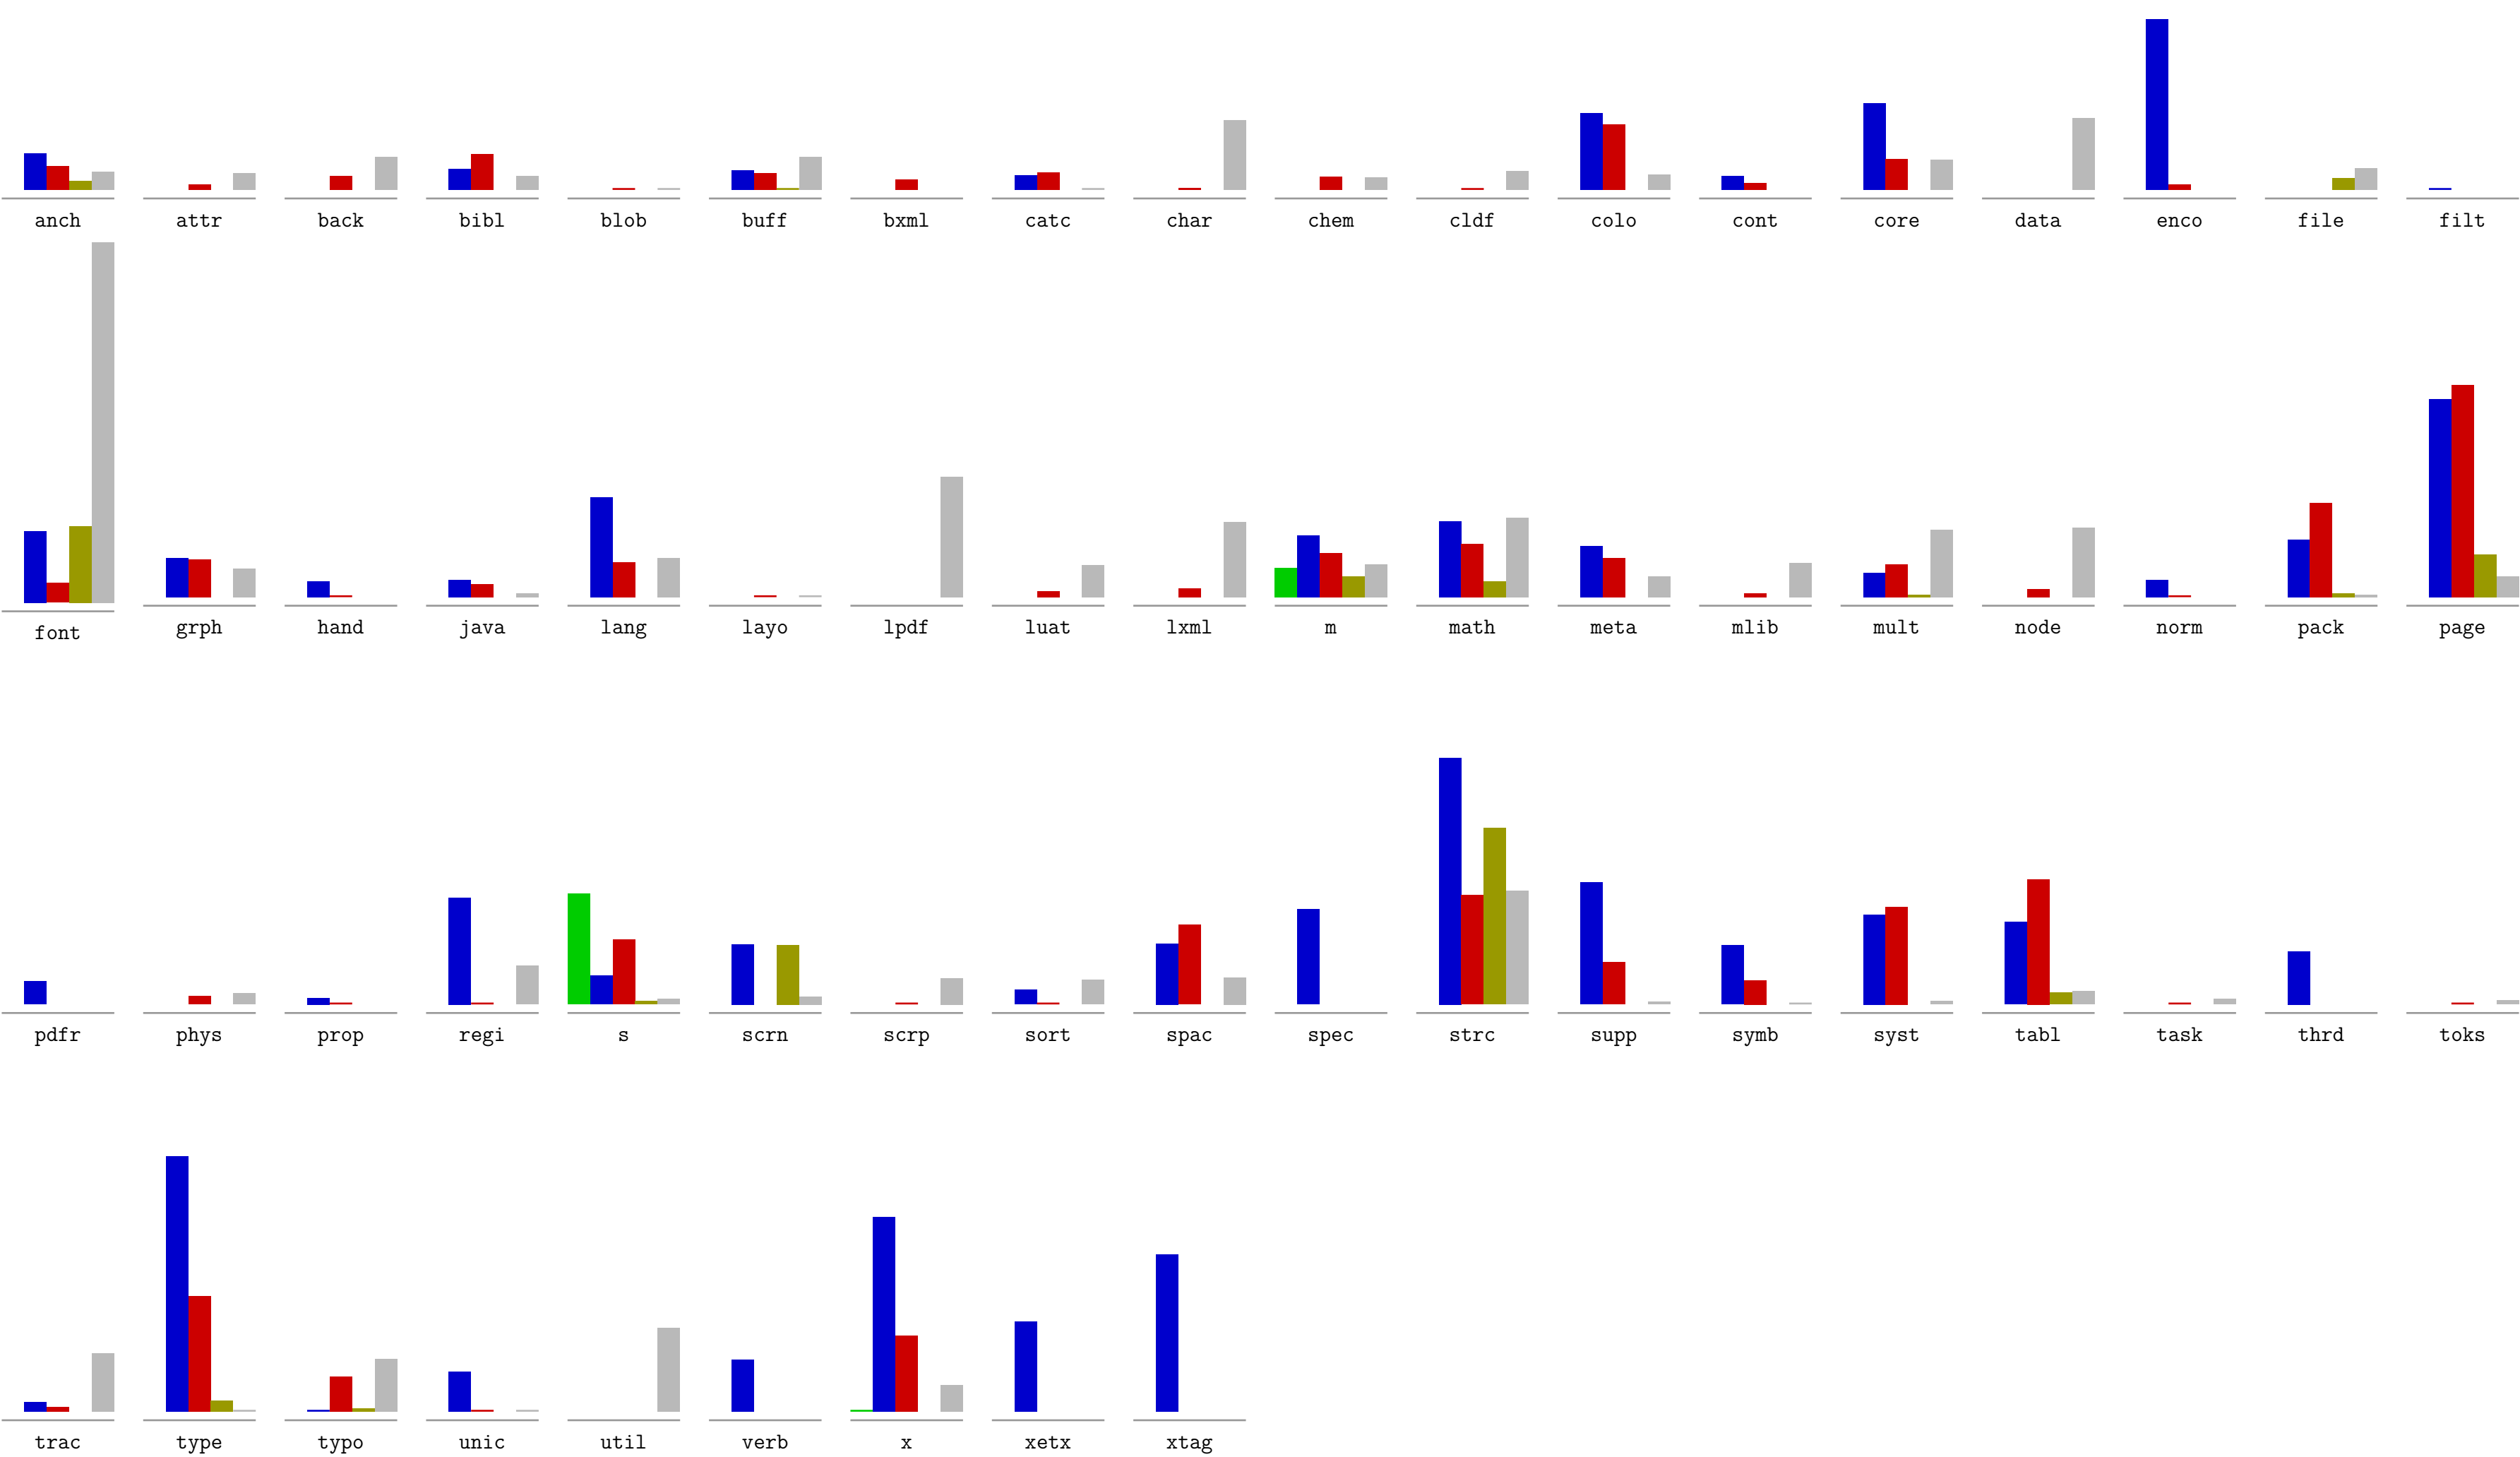 anch attr back bibl blob buff bxml catc char chem cldf colo cont core data enco file filt
font grph hand java lang layo lpdf luat lxml m math meta mlib mult node norm pack page
pdfr phys prop regi s scrn scrp sort spac spec strc supp symb syst tabl task thrd toks
trac type typo unic util verb x xetx xtag